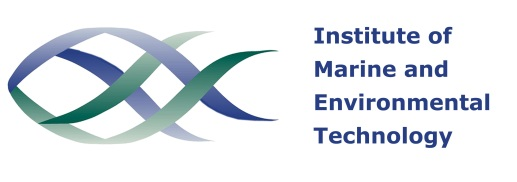 Institute of
Marine and
Environmental
Technology